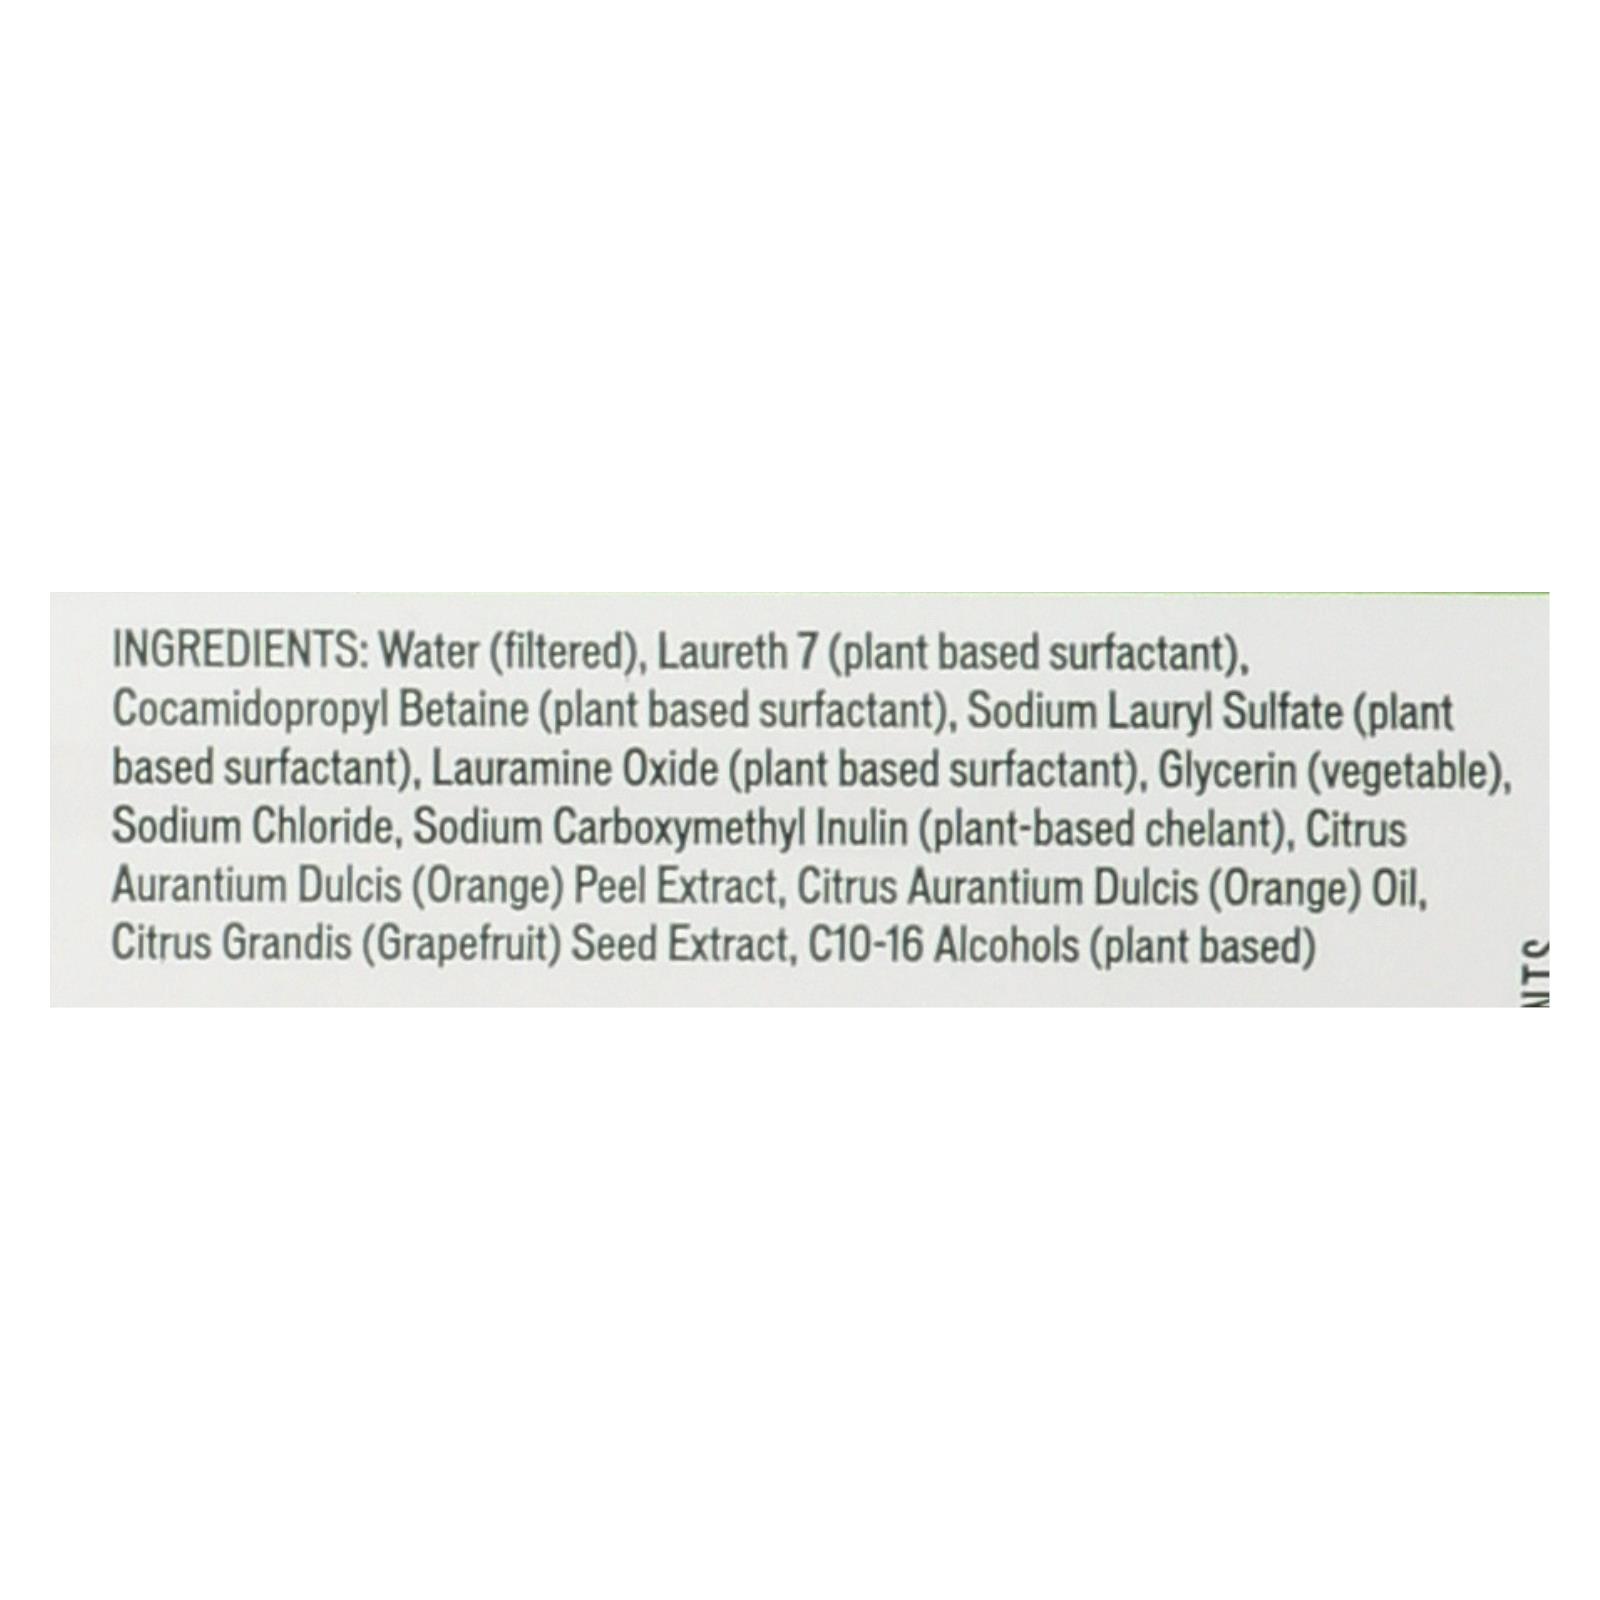 INGREDIENTS: Water (filtered), Laureth 7 (plant based surfactant),
Cocamidopropyl Betaine (plant based surfactant), Sodium Lauryl Sulfate (plant
based surfactant), Lauramine Oxide (plant based surfactant), Glycerin (vegetable),
Sodium Chloride, Sodium Carboxymethyl Inulin (plant-based chelant), Citrus
Aurantium Dulcis (Orange) Peel Extract, Citrus Aurantium Dulcis (Orange) Oil,
Citrus Grandis (Grapefruit) Seed Extract, C10-16 Alcohols (plant based)